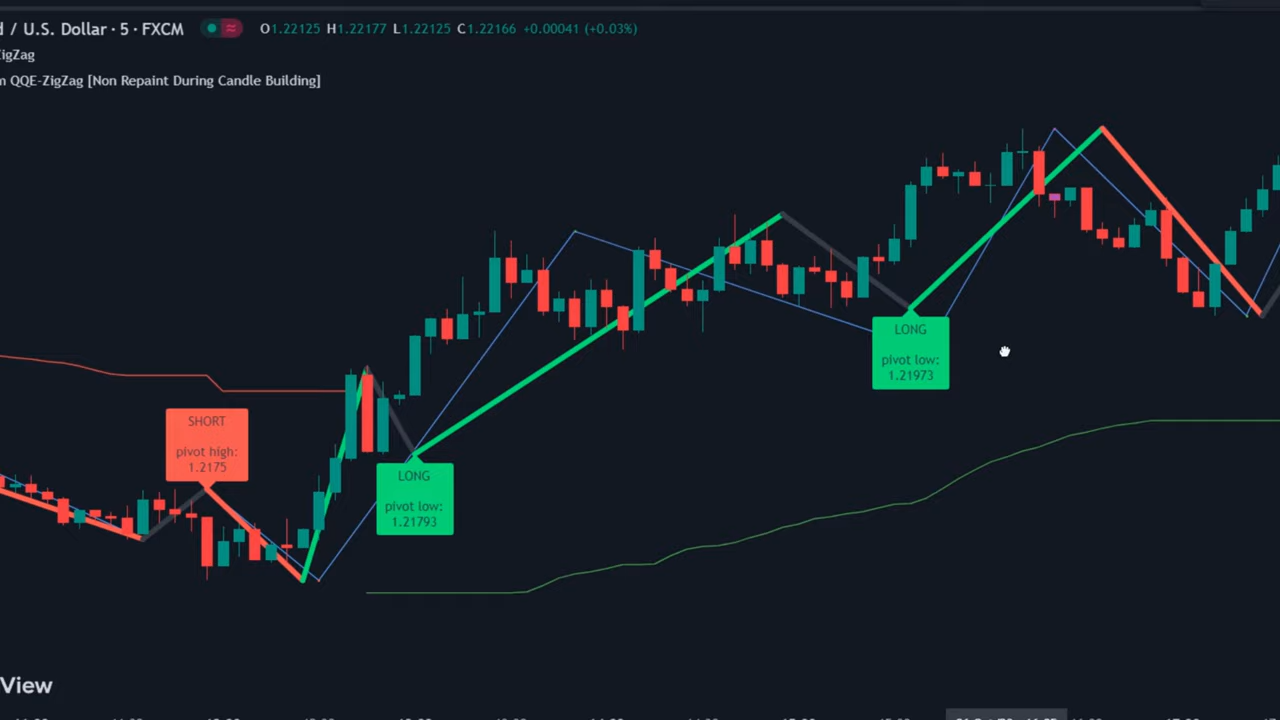 / U.S. Dollar · 5 · FXCM O1.22125 H1.22177 L1.22125 C1.22166 +0.00041 (+0.03%)
ZigZag
QQE-ZigZag [Non Repaint During Candle Building]
SHORT
pivot high:
1.2175
LONG
pivot low:
1.21793
LONG
pivot low:
1.21973
View